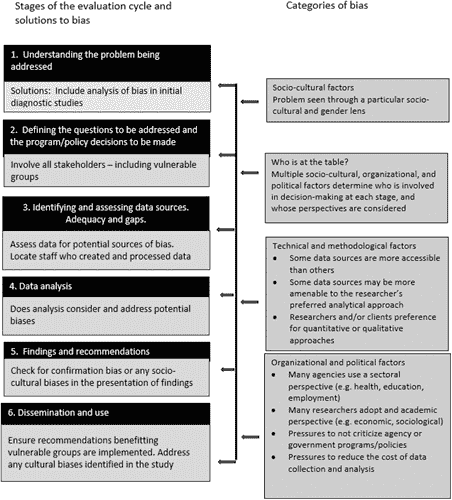 Stages of the evaluation cycle and
solutions to bias
Categories of bias
1. Understanding the problem being
addressed
Solutions: Include analysis of bias in initial
diagnostic studies
2. Defining the questions to be addressed and
the program/policy decisions to be made
Involve all stakeholders – including vulnerable
groups
3. Identifying and assessing data sources.
Adequacy and gaps.
Assess data for potential sources of bias.
Locate staff who created and processed data
4. Data analysis
Does analysis consider and address potential
biases
5. Findings and recommendations
Check for confirmation bias or any socio-
cultural biases in the presentation of findings
6. Dissemination and use
Ensure recommendations benefitting
vulnerable groups are implemented. Address
any cultural biases identified in the study
Socio-cultural factors
Problem seen through a particular socio-
cultural and gender lens
Who is at the table?
Multiple socio-cultural, organizational, and
political factors determine who is involved
in decision-making at each stage, and
whose perspectives are considered
Technical and methodological factors
• Some data sources are more accessible
than others
• Some data sources may be more
amenable to the researcher's
preferred analytical approach
• Researchers and/or clients preference for
quantitative or qualitative
approaches
Organizational and political factors
• Many agencies use a sectoral
perspective (e.g. health, education,
employment)
• Many researchers adopt and academic
perspective (e.g. economic, sociological)
• Pressures to not criticize agency or
government programs/policies
• Pressures to reduce the cost of data
collection and analysis